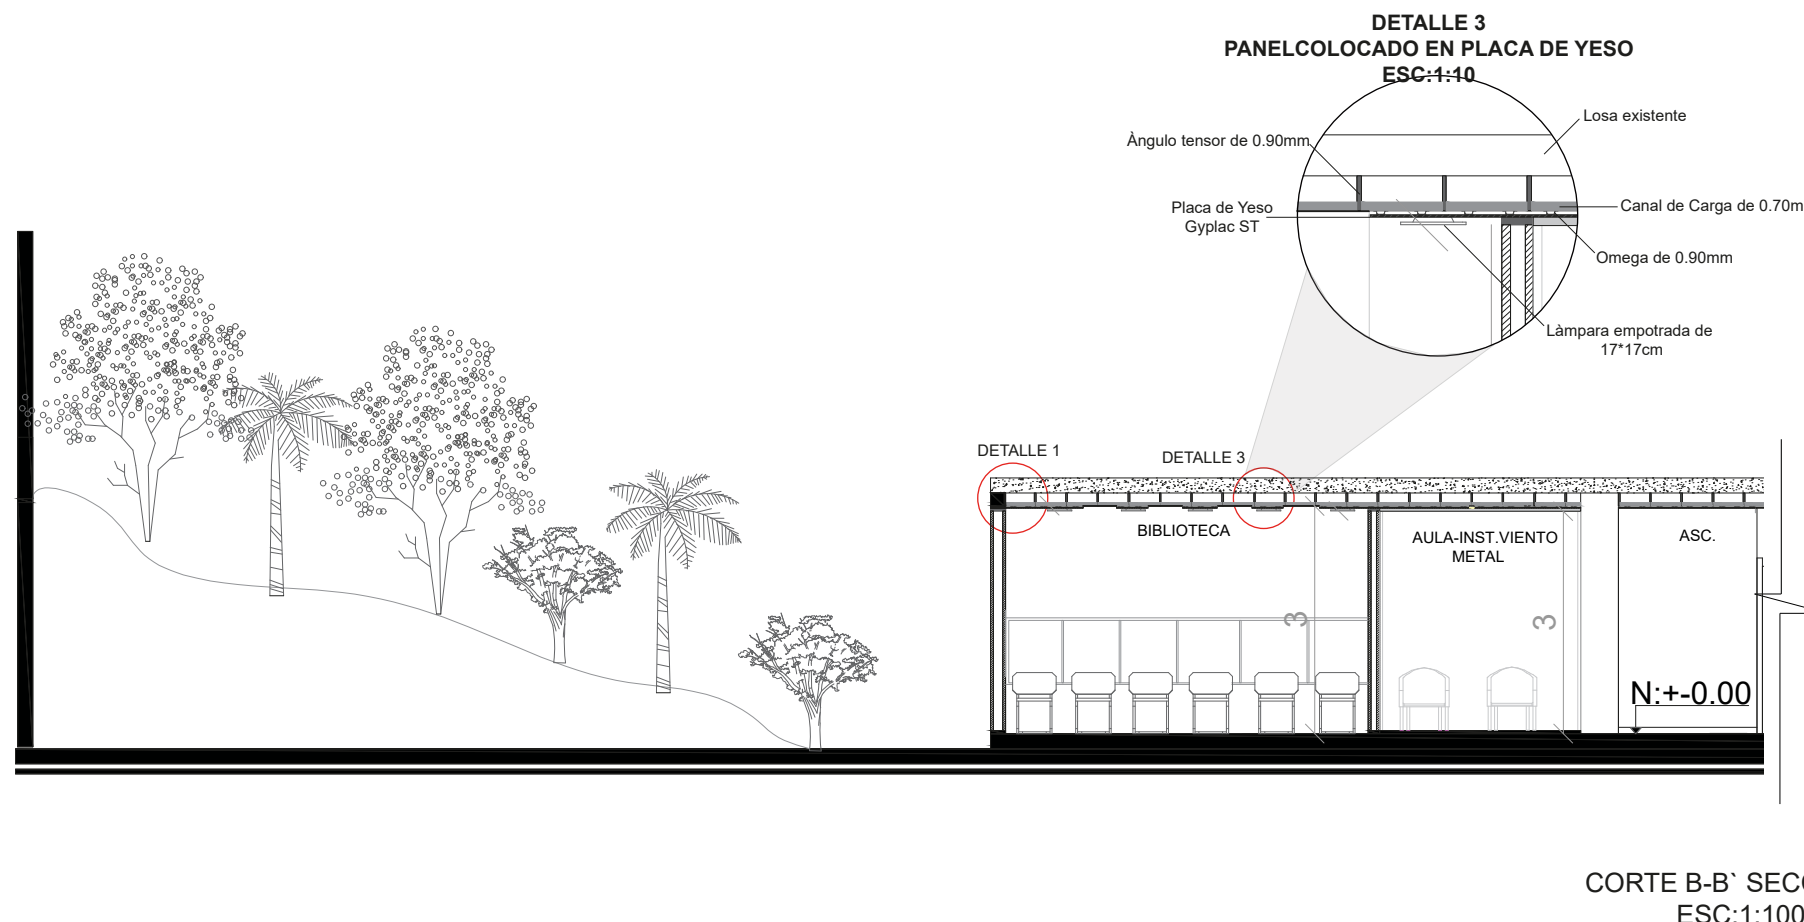 DETALLE 3
PANELCOLOCADO EN PLACA DE YESO
ESC:1:10
Losa existente
Àngulo tensor de 0.90mm
Placa de Yeso
Gyplac ST
Canal de Carga de 0.70m
Omega de 0.90mm
Làmpara empotrada de
17*17cm
DETALLE 1
DETALLE 3
BIBLIOTECA
AULA-INST.VIENTO
METAL
ASC.
3
3
N:+-0.00
CORTE B-B` SECC
ESC:1:100